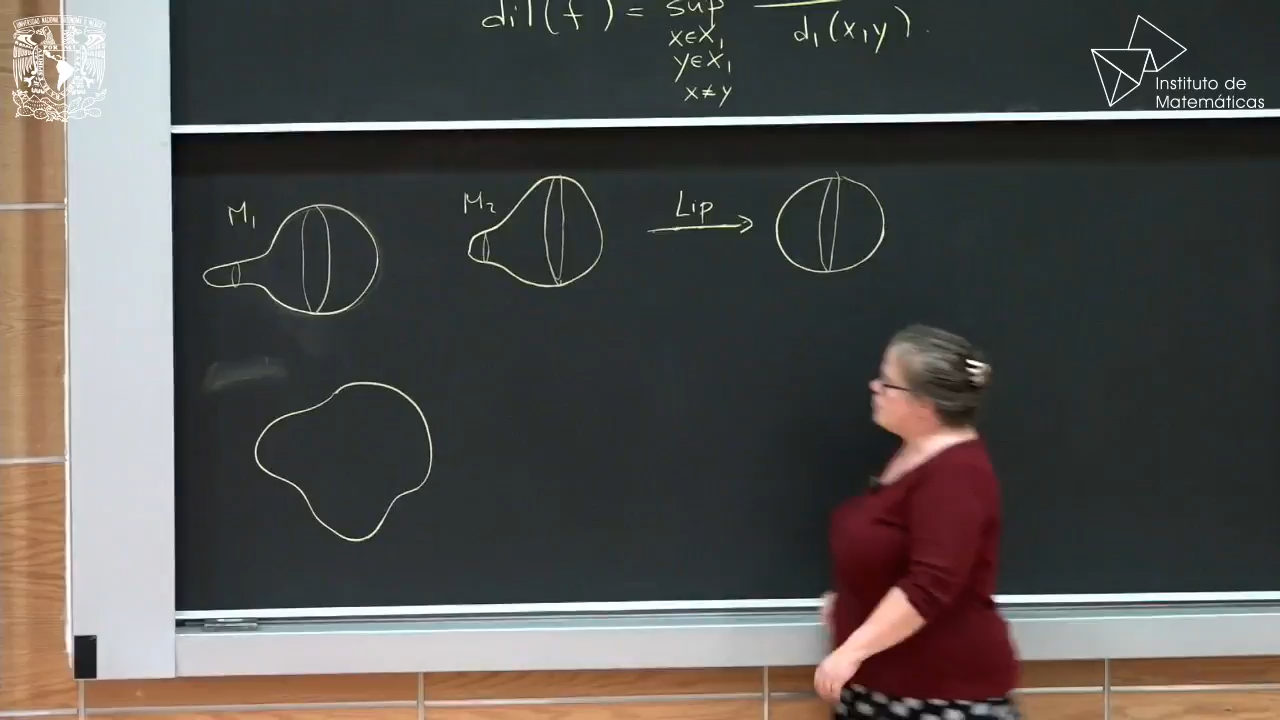 dil(f) = sup
x∈X₁
y∈X₁
x≠y
d₁(x,y).
M₁
M₂
Lip
Instituto de
Matemáticas